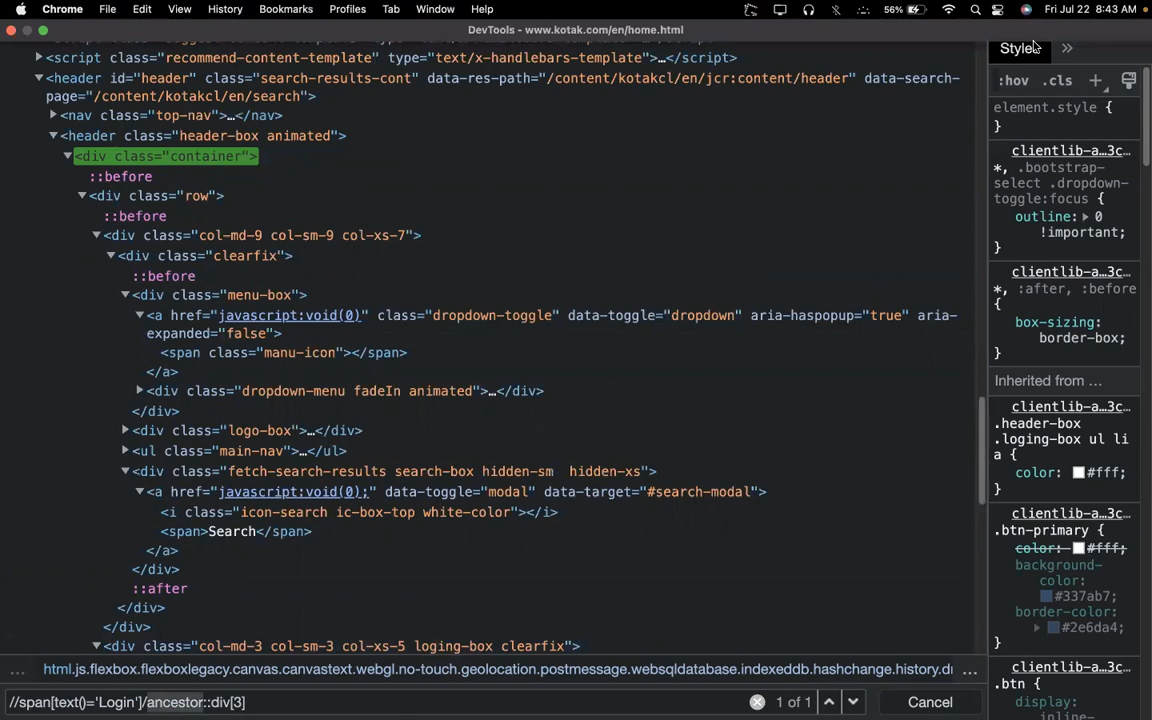 Chrome File Edit View History Bookmarks Profiles Tab Window Help 56% Fri Jul 22 8:43 AM
DevTools - www.kotak.com/en/home.html
<script class="recommend-content-template" type="text/x-handlebars-template">…</script>
<header id="header" class="search-results-cont" data-res-path="/content/kotakcl/en/jcr:content/header" data-search-
page="/content/kotakcl/en/search">
<nav class="top-nav">…</nav>
<header class="header-box animated">
<div class="container">
::before
<div class="row">
::before
<div class="col-md-9 col-sm-9 col-xs-7">
<div class="clearfix">
::before
<div class="menu-box">
<a href="javascript:void(0)" class="dropdown-toggle" data-toggle="dropdown" aria-haspopup="true" aria-
expanded="false">
<span class="manu-icon"></span>
</a>
<div class="dropdown-menu fadeIn animated">…</div>
</div>
<div class="logo-box">…</div>
<ul class="main-nav">…</ul>
<div class="fetch-search-results search-box hidden-sm  hidden-xs">
<a href="javascript:void(0);" data-toggle="modal" data-target="#search-modal">
<i class="icon-search ic-box-top white-color"></i>
<span>Search</span>
</a>
</div>
::after
</div>
</div>
<div class="col-md-3 col-sm-3 col-xs-5 loging-box clearfix">
… html.js.flexbox.flexboxlegacy.canvas.canvastext.webgl.no-touch.geolocation.postmessage.websqldatabase.indexeddb.hashchange.history.dr …
//span[text()='Login']/ancestor::div[3] 1 of 1 Cancel
Styles »
:hov .cls +
element.style {
}
clientlib-a…3c…
*, .bootstrap-
select .dropdown-
toggle:focus {
outline: 0
!important;
}
clientlib-a…3c…
*, :after, :before
{
box-sizing:
border-box;
}
Inherited from …
clientlib-a…3c…
.header-box
.loging-box ul li
a {
color: #fff;
}
clientlib-a…3c…
.btn-primary {
color: #fff;
background-
color:
#337ab7;
border-color:
#2e6da4;
}
clientlib-a…3c…
.btn {
display:
inline-